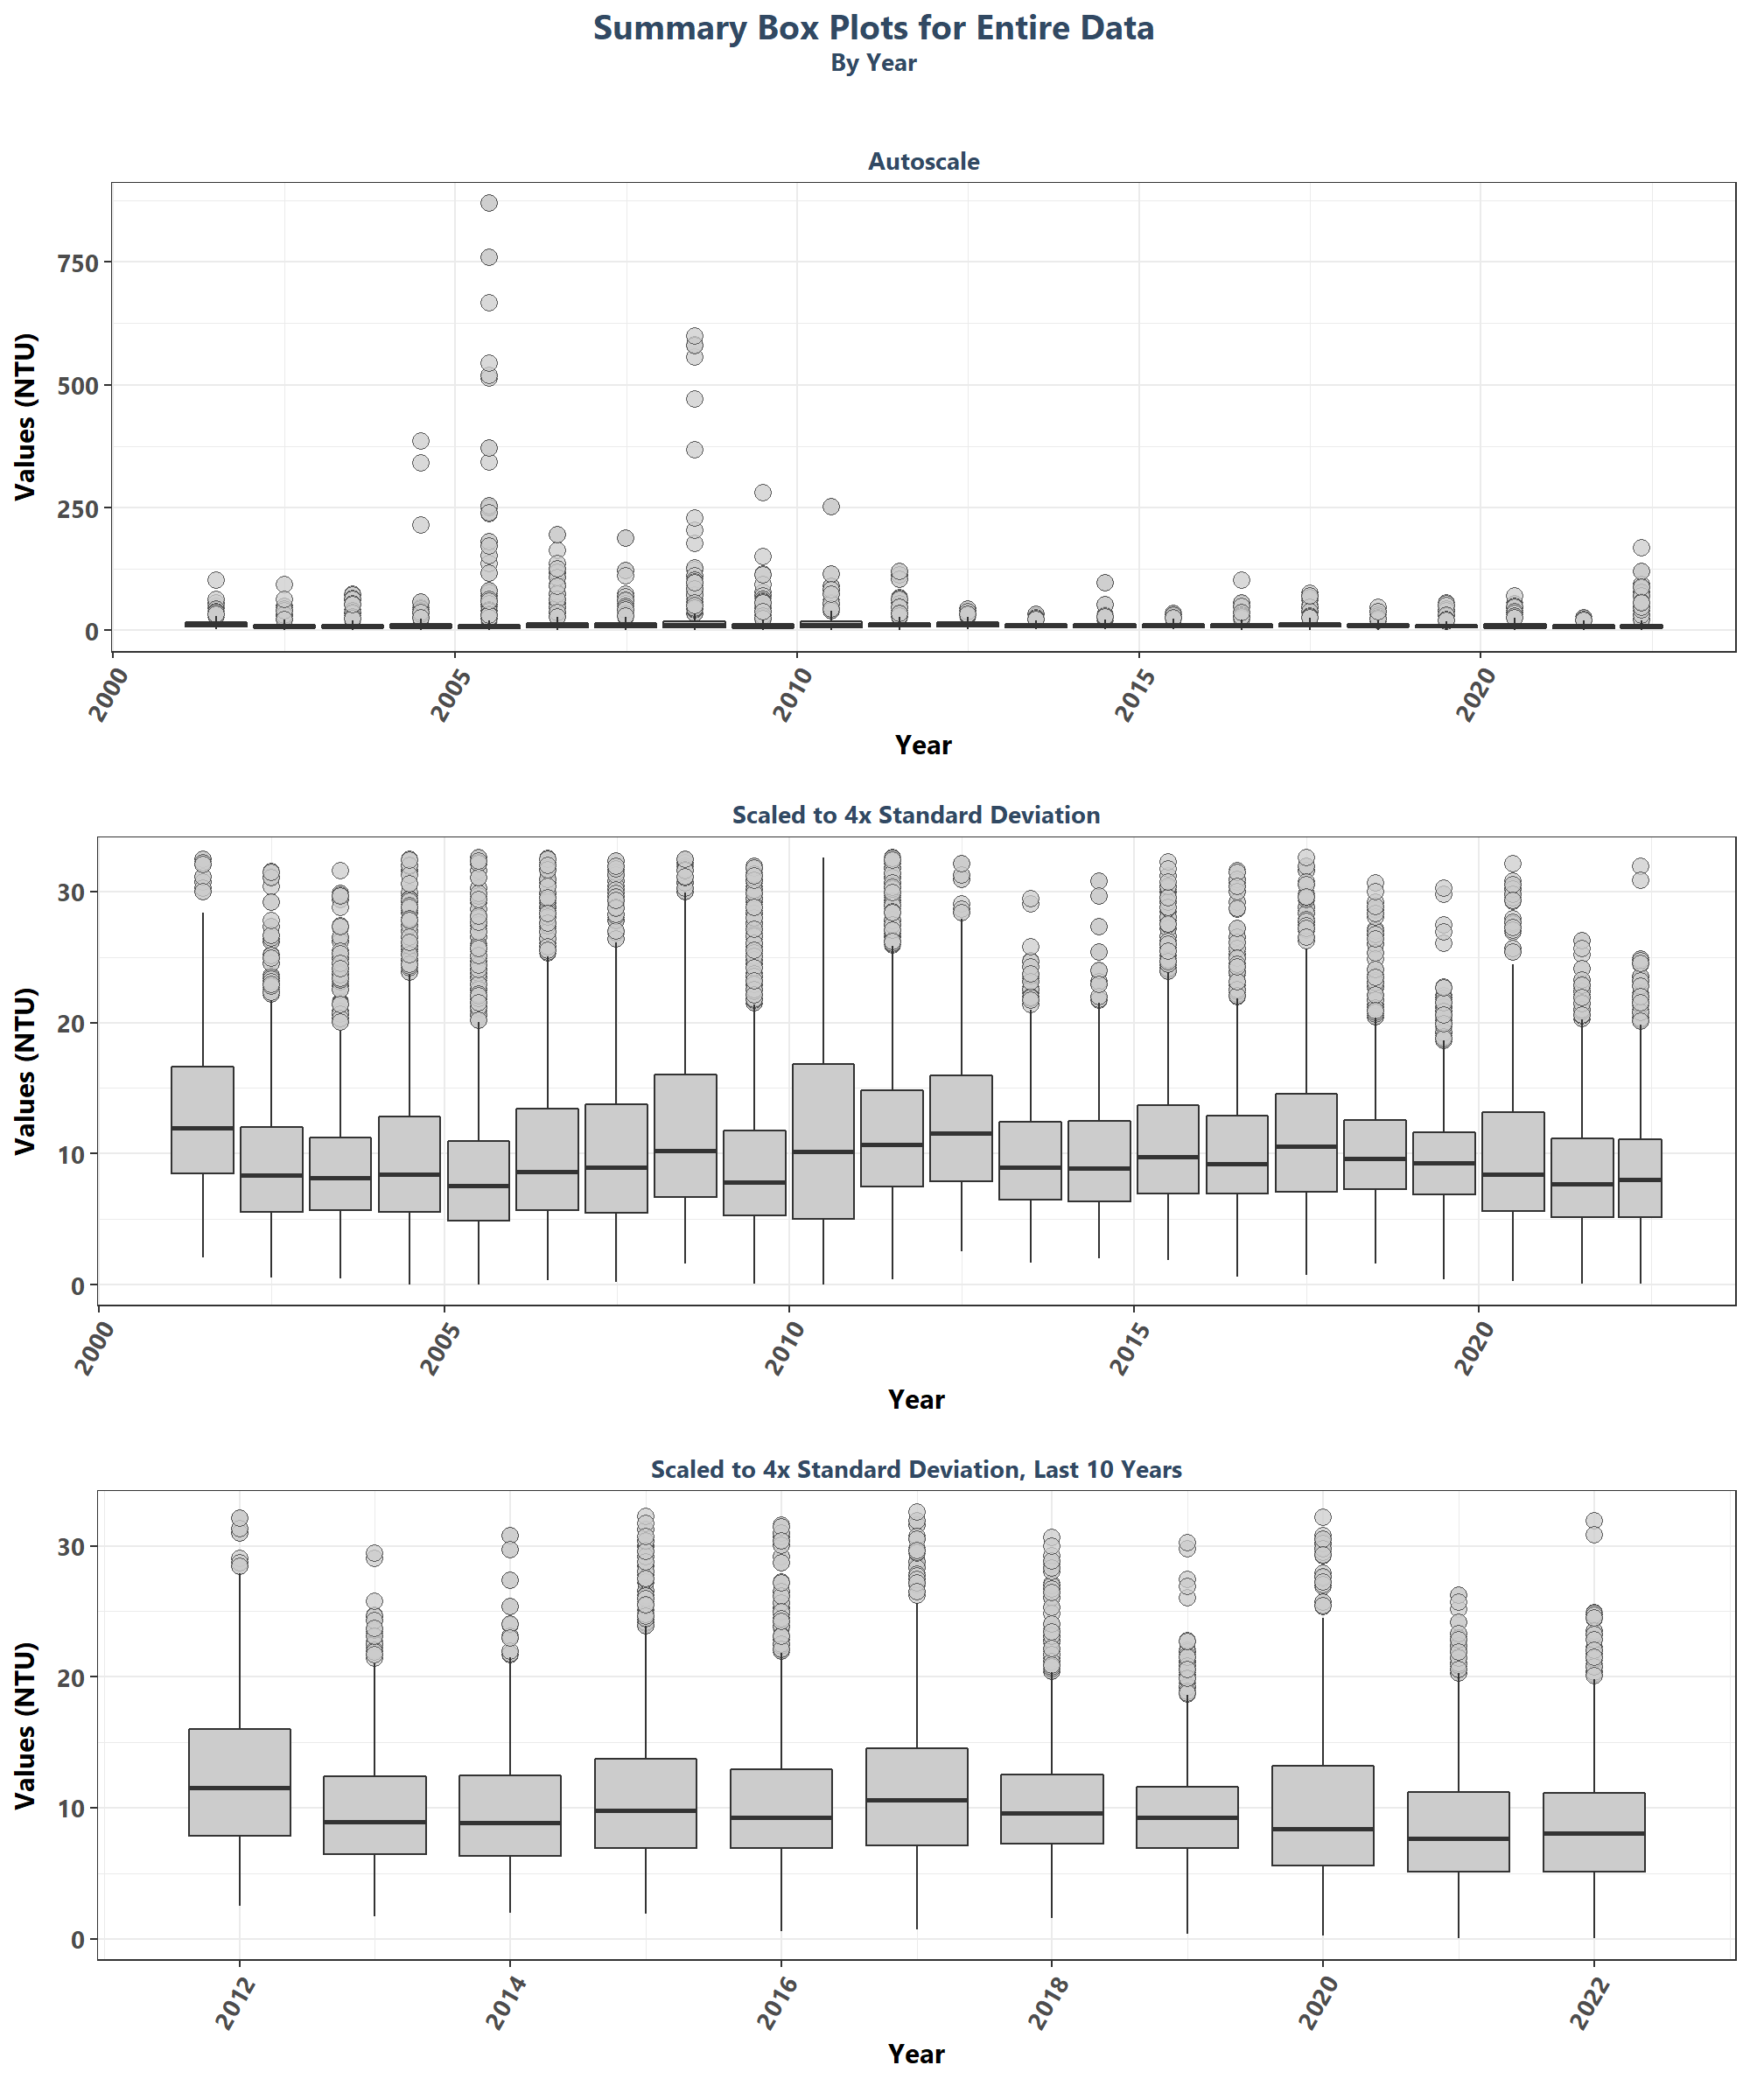 Summary Box Plots for Entire Data
By Year
Autoscale
Values (NTU)
750
500
250
0
2000
2005
2010
2015
2020
Year
Scaled to 4x Standard Deviation
Values (NTU)
30
20
10
0
2000
2005
2010
2015
2020
Year
Scaled to 4x Standard Deviation, Last 10 Years
Values (NTU)
30
20
10
0
2012
2014
2016
2018
2020
2022
Year